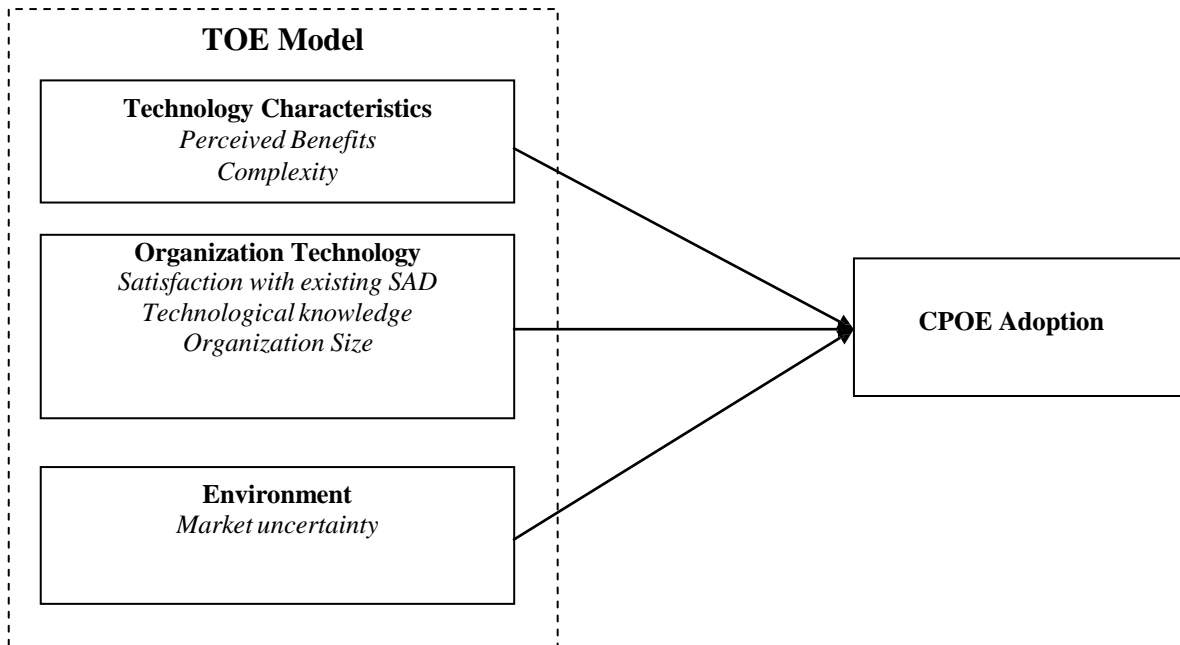 TOE Model
Technology Characteristics
Perceived Benefits
Complexity
Organization Technology
Satisfaction with existing SAD
Technological knowledge
Organization Size
Environment
Market uncertainty
CPOE Adoption